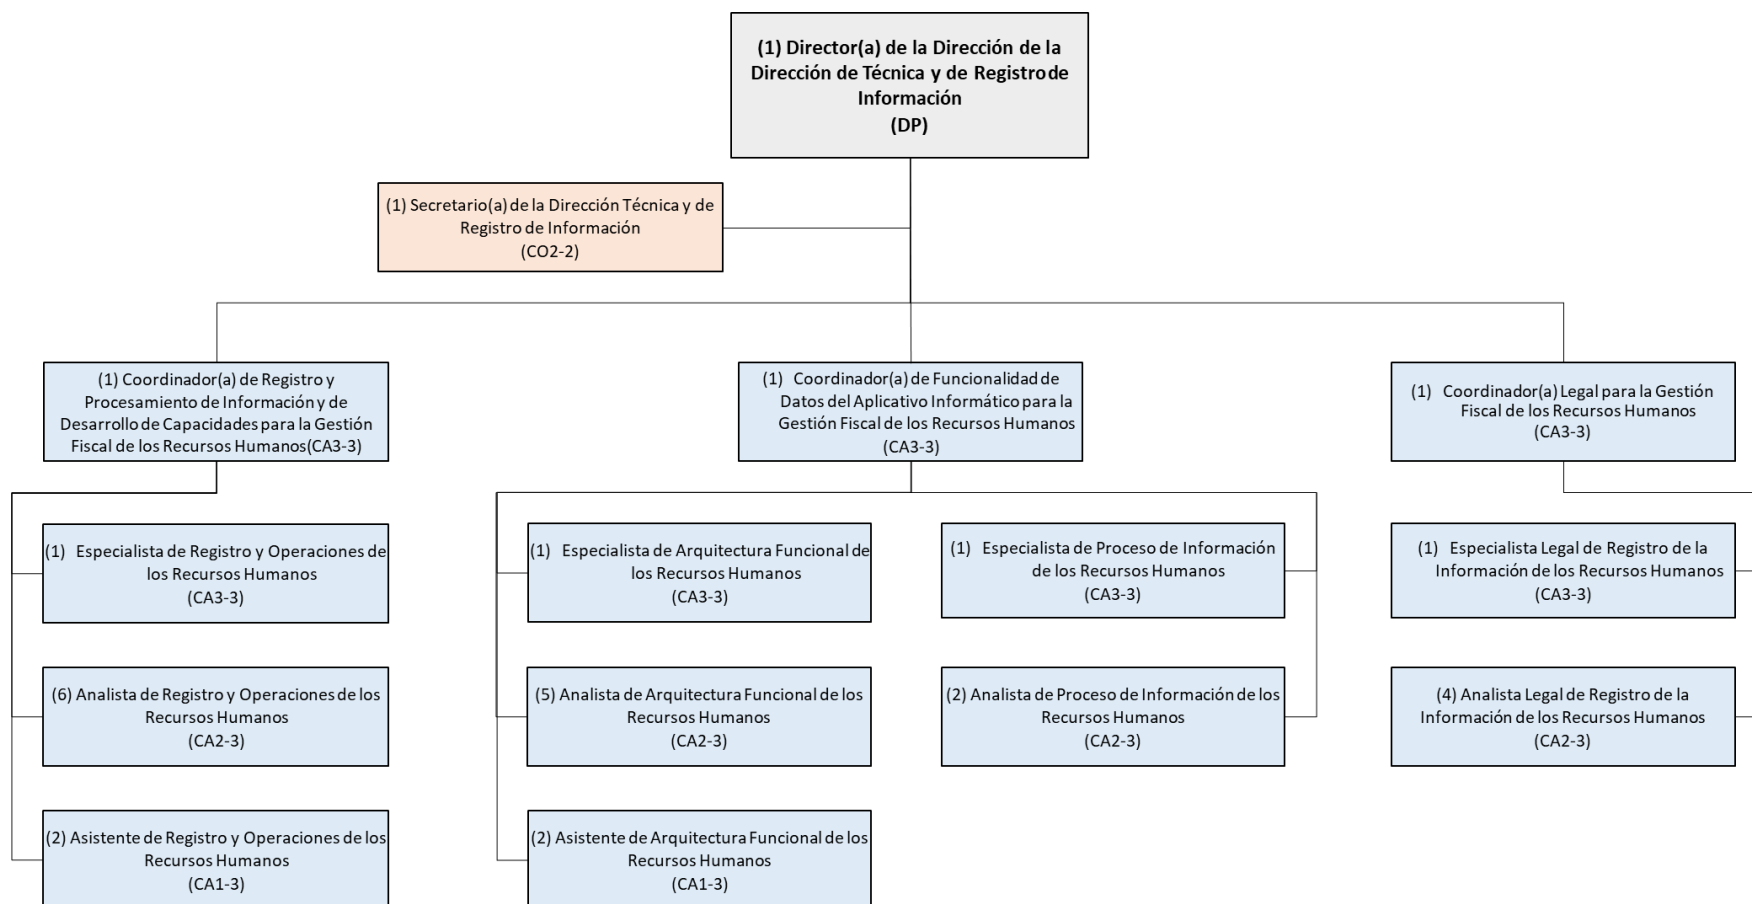 (1) Director(a) de la Dirección de la
Dirección de Técnica y de Registro de
Información
(DP)
(1) Secretario(a) de la Dirección Técnica y de
Registro de Información
(CO2-2)
(1) Coordinador(a) de Registro y
Procesamiento de Información y de
Desarrollo de Capacidades para la Gestión
Fiscal de los Recursos Humanos(CA3-3)
(1) Coordinador(a) de Funcionalidad de
Datos del Aplicativo Informático para la
Gestión Fiscal de los Recursos Humanos
(CA3-3)
(1) Coordinador(a) Legal para la Gestión
Fiscal de los Recursos Humanos
(CA3-3)
(1) Especialista de Registro y Operaciones de
los Recursos Humanos
(CA3-3)
(1) Especialista de Arquitectura Funcional de
los Recursos Humanos
(CA3-3)
(1) Especialista de Proceso de Información
de los Recursos Humanos
(CA3-3)
(1) Especialista Legal de Registro de la
Información de los Recursos Humanos
(CA3-3)
(6) Analista de Registro y Operaciones de los
Recursos Humanos
(CA2-3)
(5) Analista de Arquitectura Funcional de los
Recursos Humanos
(CA2-3)
(2) Analista de Proceso de Información de los
Recursos Humanos
(CA2-3)
(4) Analista Legal de Registro de la
Información de los Recursos Humanos
(CA2-3)
(2) Asistente de Registro y Operaciones de los
Recursos Humanos
(CA1-3)
(2) Asistente de Arquitectura Funcional de los
Recursos Humanos
(CA1-3)